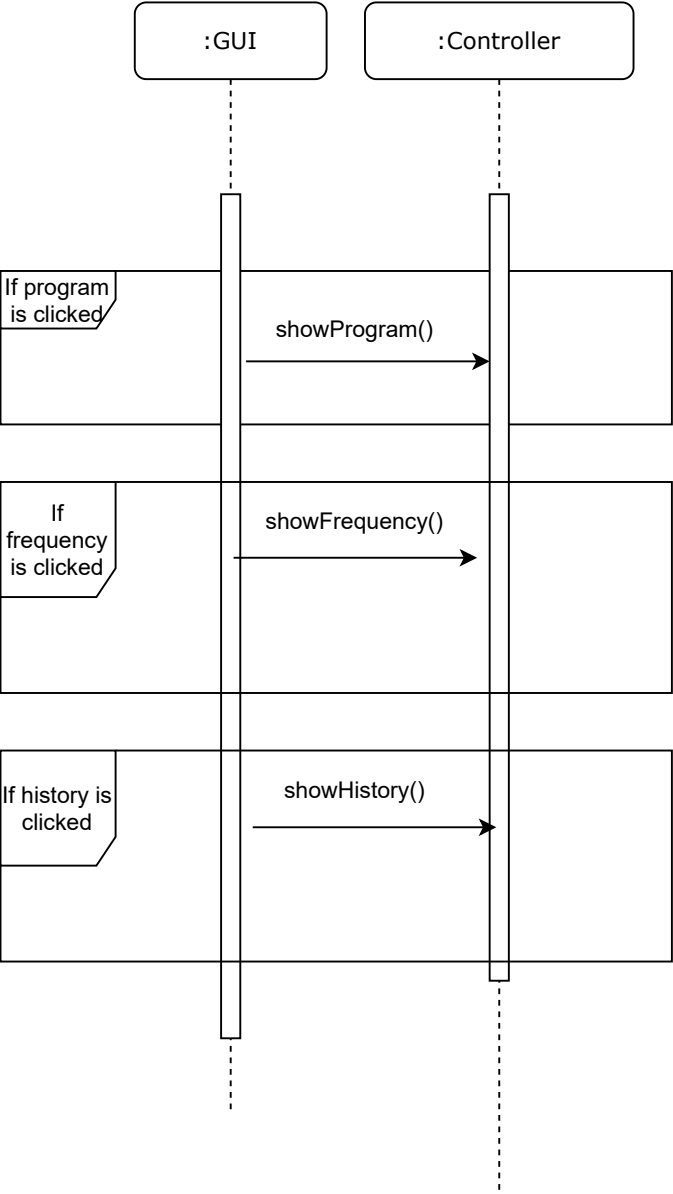 :GUI
:Controller
If program
is clicked
showProgram()
If
frequency
is clicked
showFrequency()
If history is
clicked
showHistory()